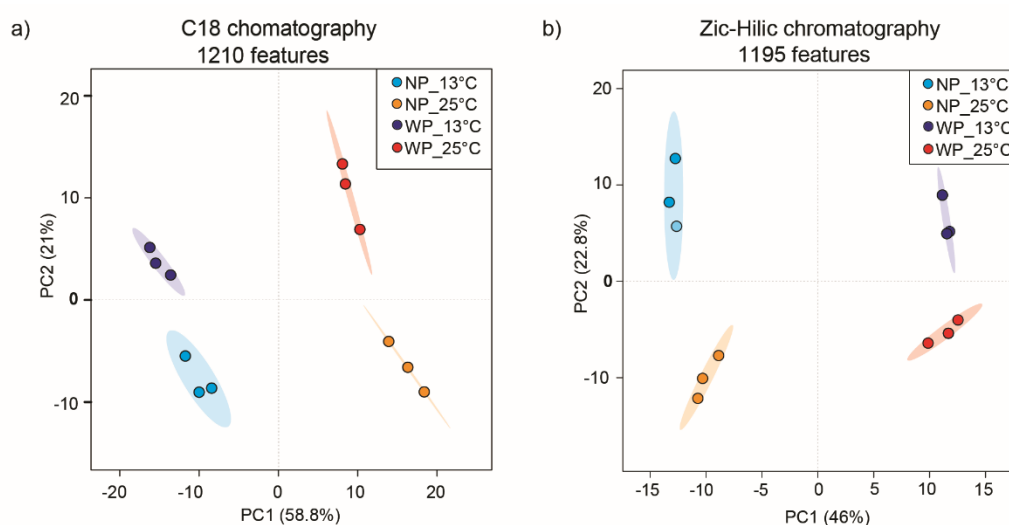 a)
C18 chomatography
1210 features
NP_13°C
NP_25°C
WP_13°C
WP_25°C
20
10
0
-10
PC2 (21%)
-20
-10
0
10
20
PC1 (58.8%)
b)
Zic-Hilic chromatography
1195 features
NP_13°C
NP_25°C
WP_13°C
WP_25°C
20
10
0
-10
PC2 (22.8%)
-15
-10
-5
0
5
10
15
PC1 (46%)